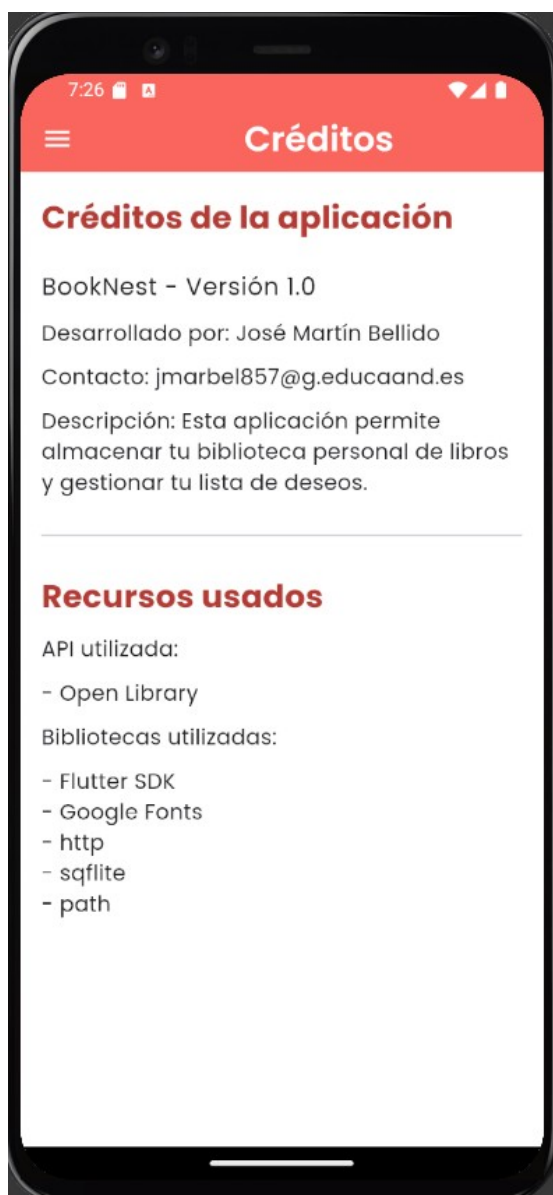 7:26
Créditos
Créditos de la aplicación
BookNest - Versión 1.0
Desarrollado por: José Martín Bellido
Contacto: jmarbel857@g.educaand.es
Descripción: Esta aplicación permite
almacenar tu biblioteca personal de libros
y gestionar tu lista de deseos.
Recursos usados
API utilizada:
- Open Library
Bibliotecas utilizadas:
- Flutter SDK
- Google Fonts
- http
- sqflite
- path